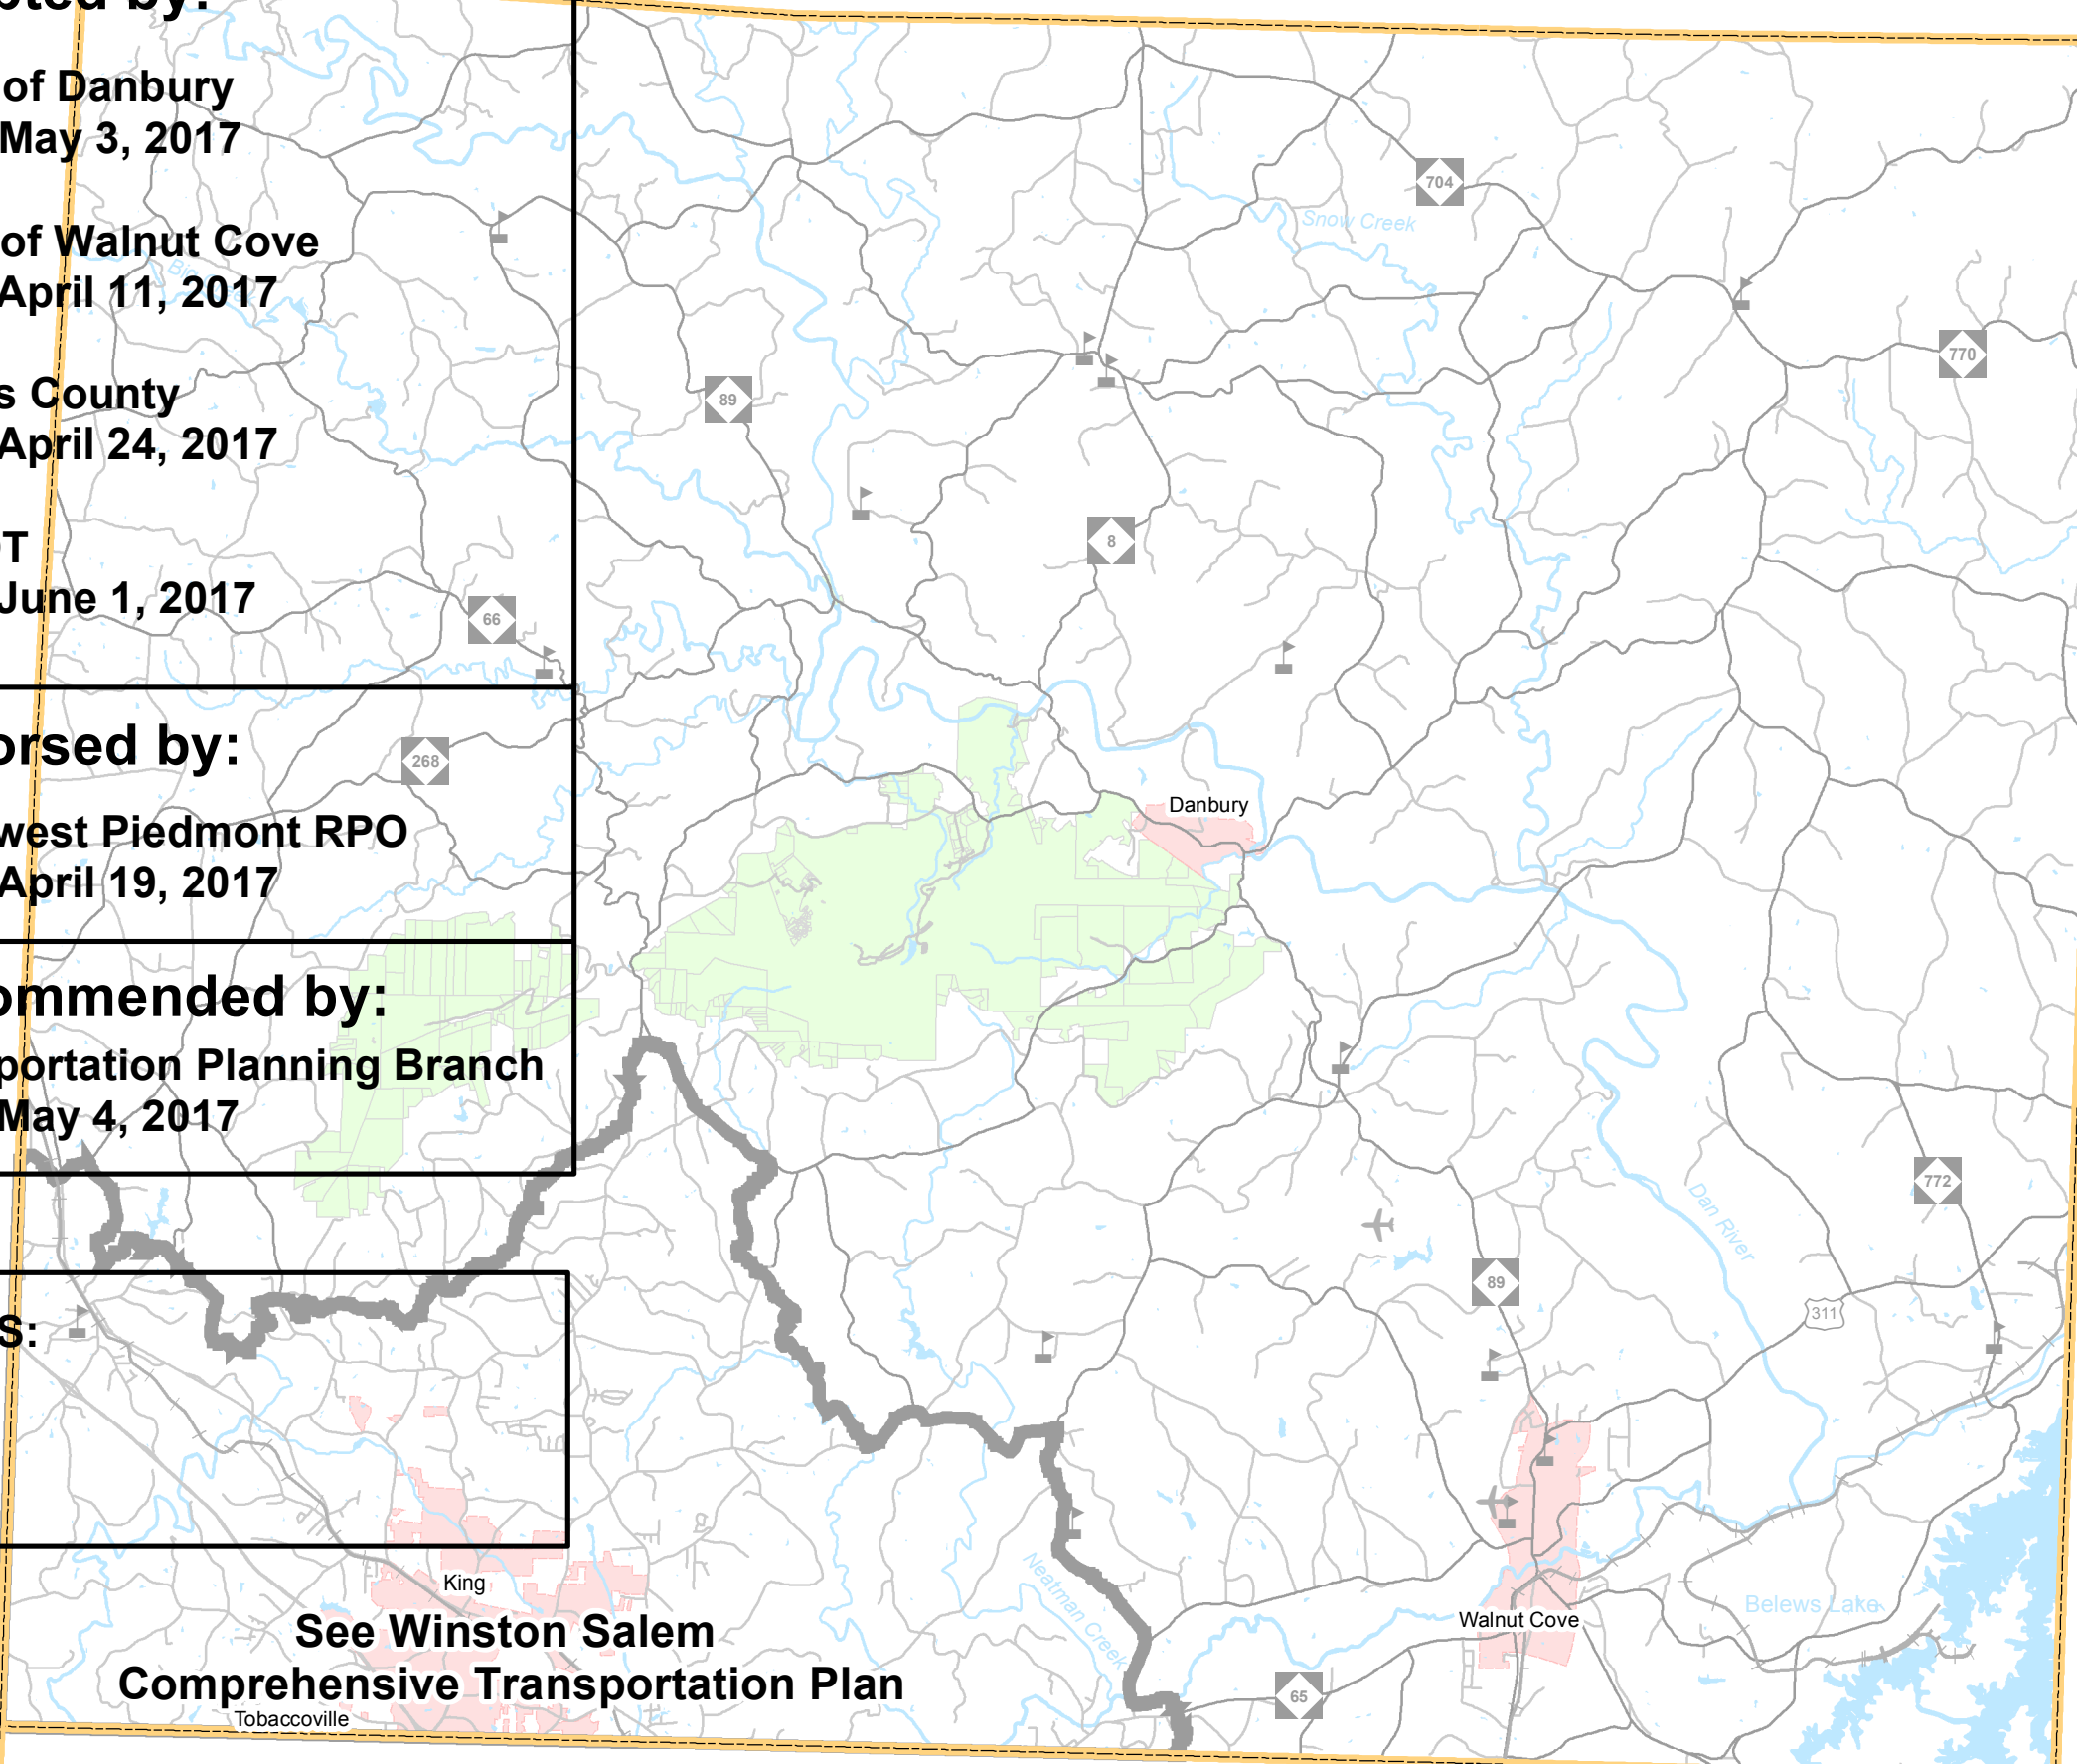 pted by:
of Danbury
May 3, 2017
of Walnut Cove
April 11, 2017
s County
April 24, 2017
OT
June 1, 2017
orsed by:
west Piedmont RPO
April 19, 2017
ommended by:
portation Planning Branch
May 4, 2017
S:
704
Snow Creek
770
89
8
66
268
Danbury
772
Dan River
89
311
King
See Winston Salem
Comprehensive Transportation Plan
Tobaccoville
Neatman Creek
65
Walnut Cove
Belews Lake